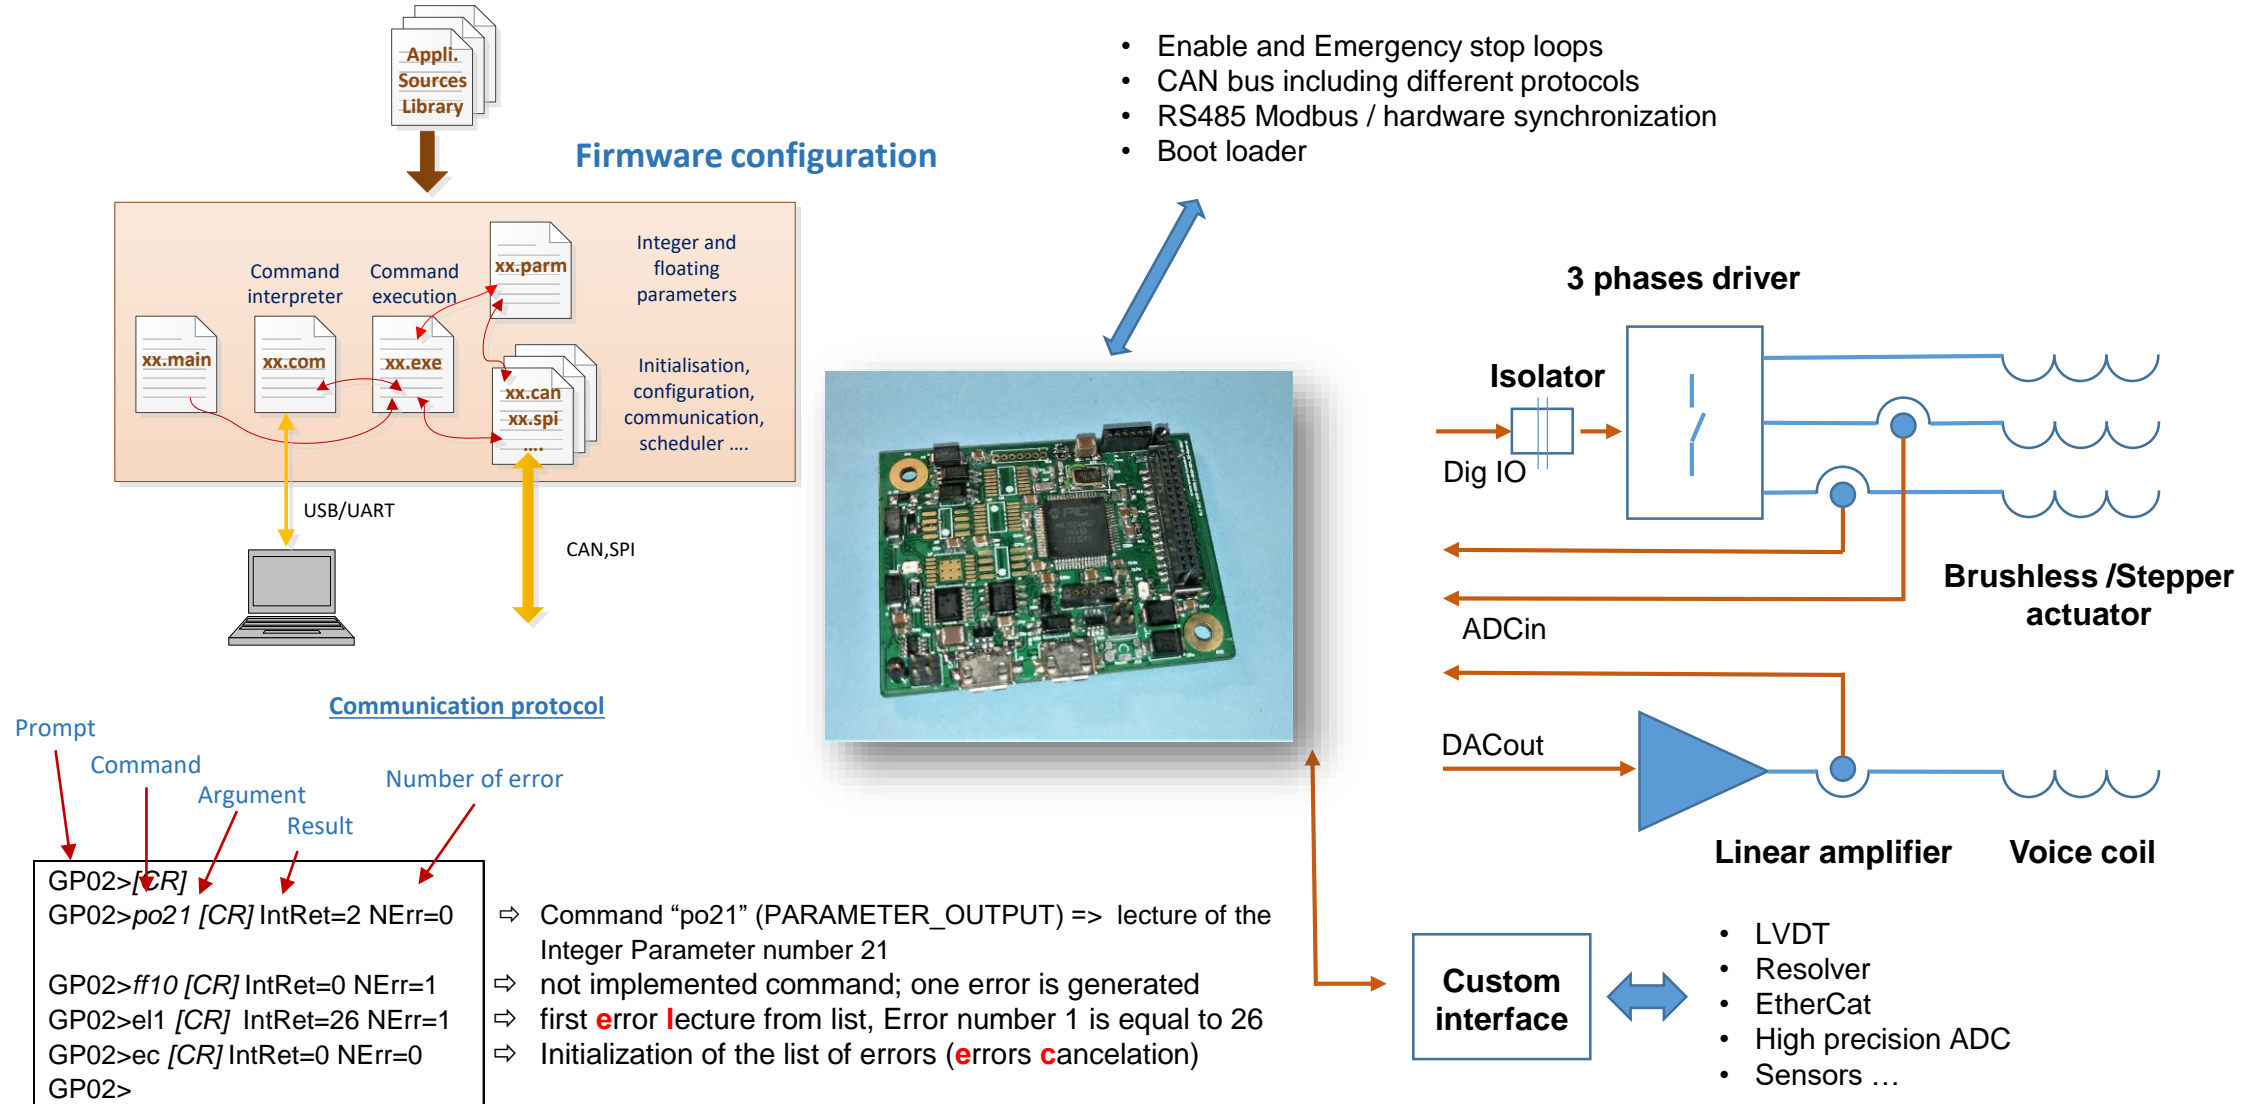 Appli.
Sources
Library
Firmware configuration
• Enable and Emergency stop loops
• CAN bus including different protocols
• RS485 Modbus / hardware synchronization
• Boot loader
xx.main
Command
interpreter
xx.com
Command
execution
xx.exe
xx.parm
Integer and
floating
parameters
xx.can
xx.spi
....
Initialisation,
configuration,
communication,
scheduler ....
USB/UART
CAN,SPI
3 phases driver
Isolator
Dig IO
Brushless /Stepper
actuator
ADCin
DACout
Linear amplifier
Voice coil
PIC
Communication protocol
Prompt
Command
Argument
Result
Number of error
GP02>[CR]
GP02>po21 [CR] IntRet=2 NErr=0
⇨ Command “po21” (PARAMETER_OUTPUT) => lecture of the
Integer Parameter number 21
GP02>ff10 [CR] IntRet=0 NErr=1
⇨ not implemented command; one error is generated
GP02>el1 [CR] IntRet=26 NErr=1
⇨ first error lecture from list, Error number 1 is equal to 26
GP02>ec [CR] IntRet=0 NErr=0
⇨ Initialization of the list of errors (errors cancelation)
GP02>
Custom
interface
• LVDT
• Resolver
• EtherCat
• High precision ADC
• Sensors …